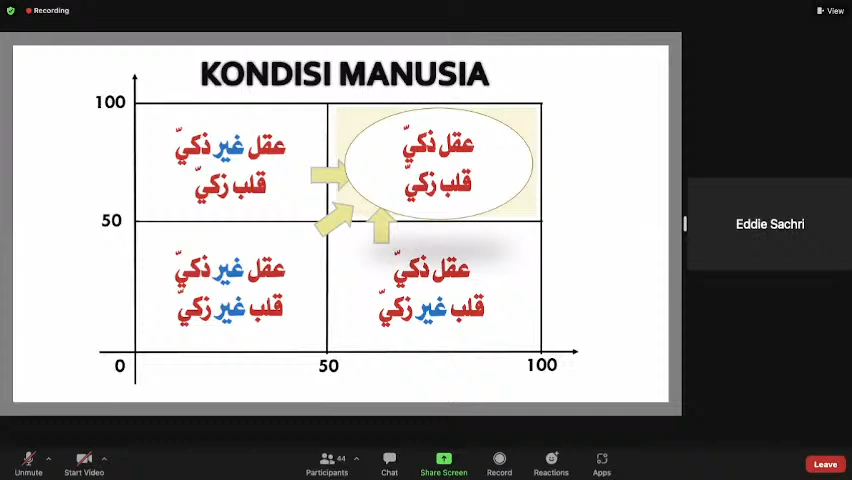 Recording
View
KONDISI MANUSIA
100
عقل غير ذكيّ
قلب زكيّ
عقل ذكيّ
قلب زكيّ
50
عقل غير ذكيّ
قلب غير زكيّ
عقل ذكيّ
قلب غير زكيّ
0
50
100
Eddie Sachri
Unmute
Start Video
44
Participants
Chat
Share Screen
Record
Reactions
Apps
Leave